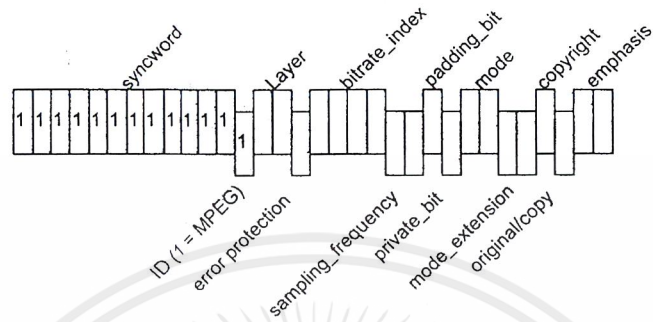 syncword
Layer
bitrate_index
padding_bit
mode
copyright
emphasis
1 1 1 1 1 1 1 1 1 1 1 1
1
ID (1 = MPEG)
error protection
sampling_frequency
private_bit
mode_extension
original/copy